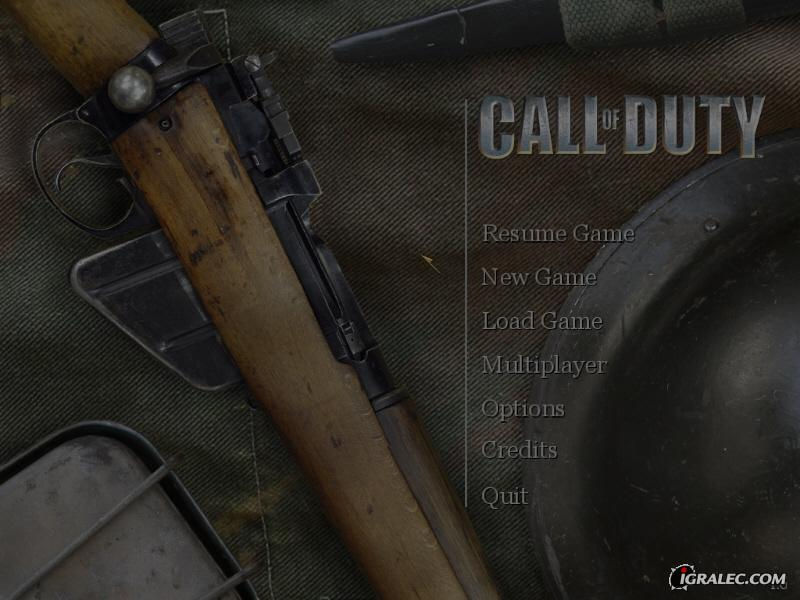 CALL OF DUTY
Resume Game
New Game
Load Game
Multiplayer
Options
Credits
Quit
IGRALEC.COM